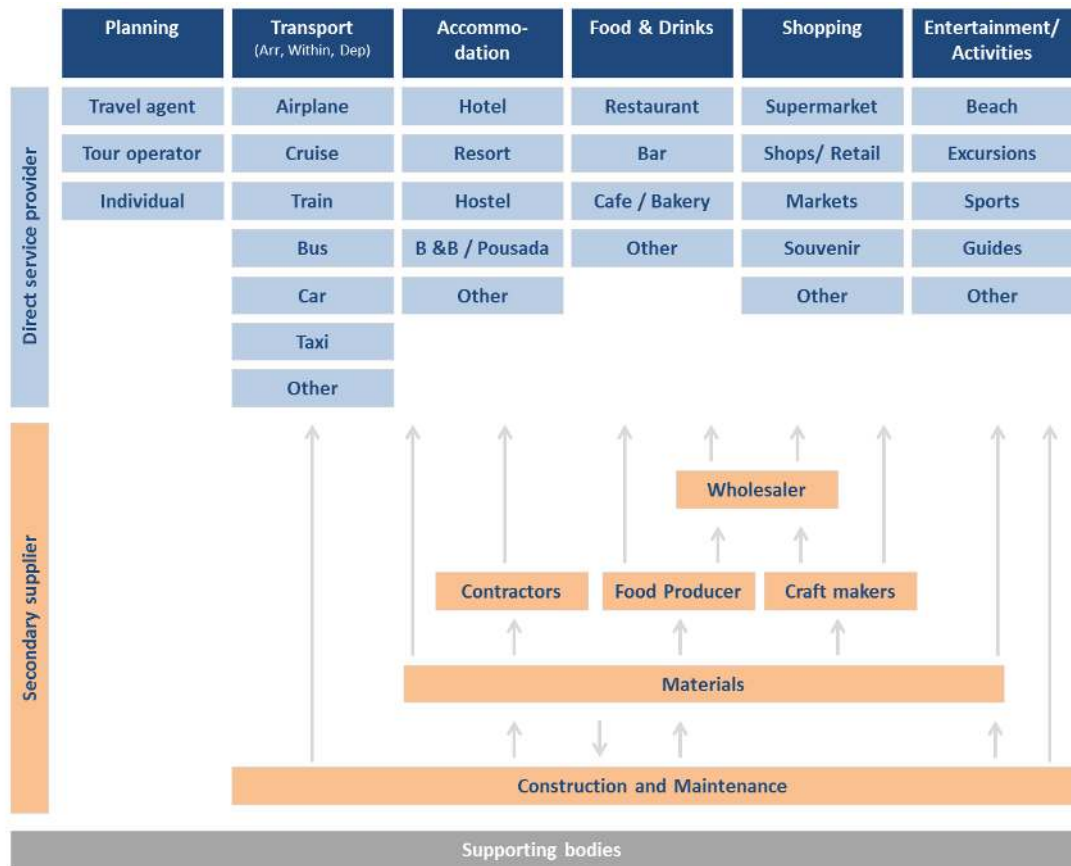 Planning
Transport
(Arr, Within, Dep)
Accommo-
dation
Food & Drinks
Shopping
Entertainment/
Activities
Direct service provider
Travel agent
Airplane
Hotel
Restaurant
Supermarket
Beach
Tour operator
Cruise
Resort
Bar
Shops/ Retail
Excursions
Individual
Train
Hostel
Cafe / Bakery
Markets
Sports
Bus
B &B / Pousada
Other
Souvenir
Guides
Car
Other
Other
Other
Taxi
Other
Secondary supplier
Wholesaler
Contractors
Food Producer
Craft makers
Materials
Construction and Maintenance
Supporting bodies